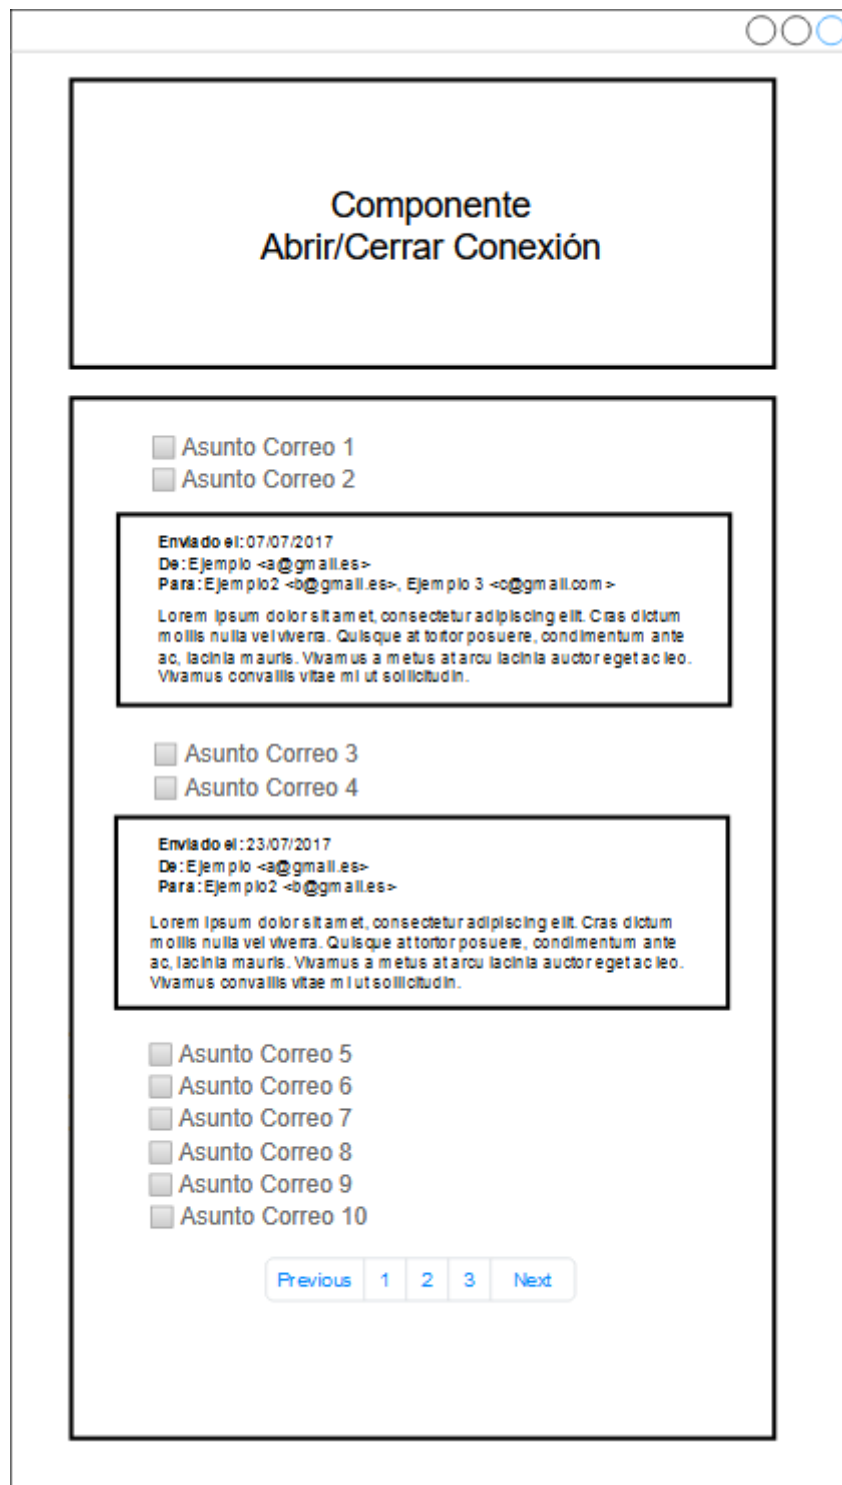 Componente
Abrir/Cerrar Conexión
Asunto Correo 1
Asunto Correo 2
Enviado el: 07/07/2017
De: Ejemplo <a@gmail.es>
Para: Ejemplo2 <b@gmail.es>, Ejemplo 3 <c@gmail.com>
Lorem ipsum dolor sit amet, consectetur adipiscing elit. Cras dictum
mollis nulla vel viverra. Quisque at tortor posuere, condimentum ante
ac, lacinia mauris. Vivamus a metus at arcu lacinia auctor eget ac leo.
Vivamus convallis vitae mi ut sollicitudin.
Asunto Correo 3
Asunto Correo 4
Enviado el: 23/07/2017
De: Ejemplo <a@gmail.es>
Para: Ejemplo2 <b@gmail.es>
Lorem ipsum dolor sit amet, consectetur adipiscing elit. Cras dictum
mollis nulla vel viverra. Quisque at tortor posuere, condimentum ante
ac, lacinia mauris. Vivamus a metus at arcu lacinia auctor eget ac leo.
Vivamus convallis vitae mi ut sollicitudin.
Asunto Correo 5
Asunto Correo 6
Asunto Correo 7
Asunto Correo 8
Asunto Correo 9
Asunto Correo 10
Previous 1 2 3 Next